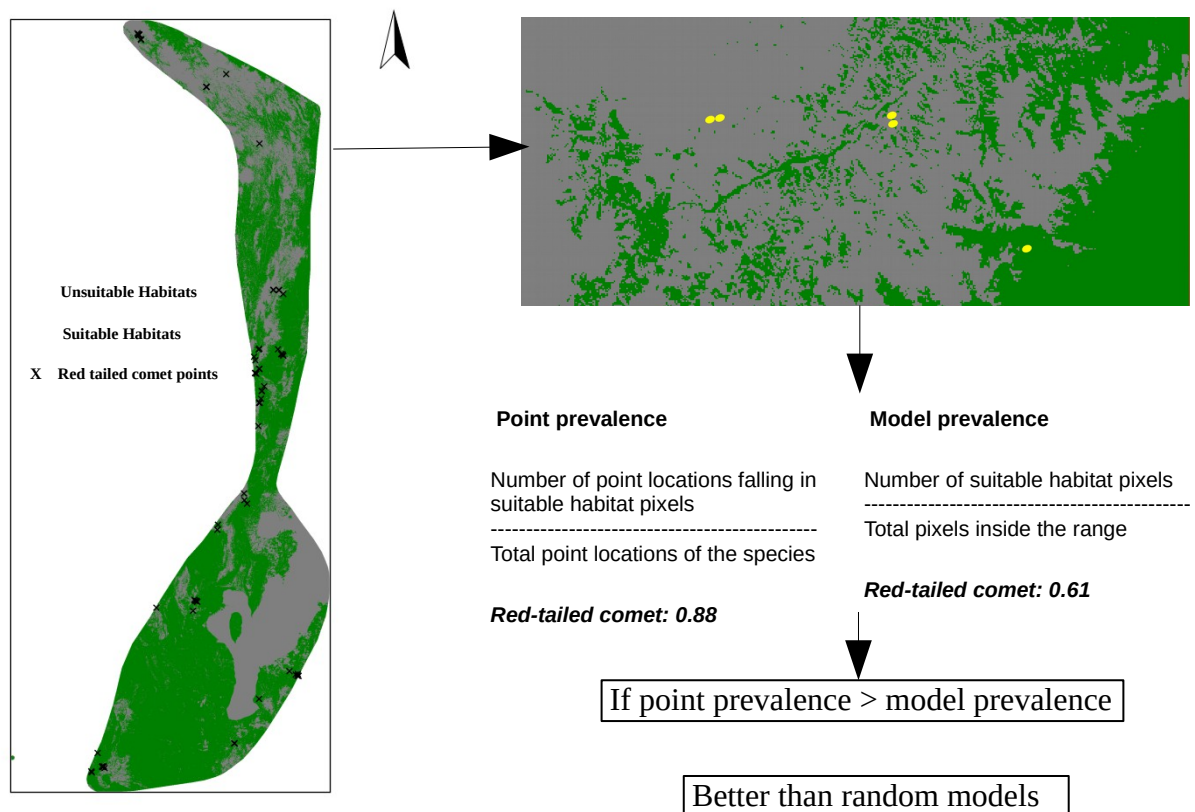 Unsuitable Habitats
Suitable Habitats
X Red tailed comet points
Point prevalence
Number of point locations falling in
suitable habitat pixels
----------------------------------------------
Total point locations of the species
Red-tailed comet: 0.88
Model prevalence
Number of suitable habitat pixels
----------------------------------------------
Total pixels inside the range
Red-tailed comet: 0.61
If point prevalence > model prevalence
Better than random models